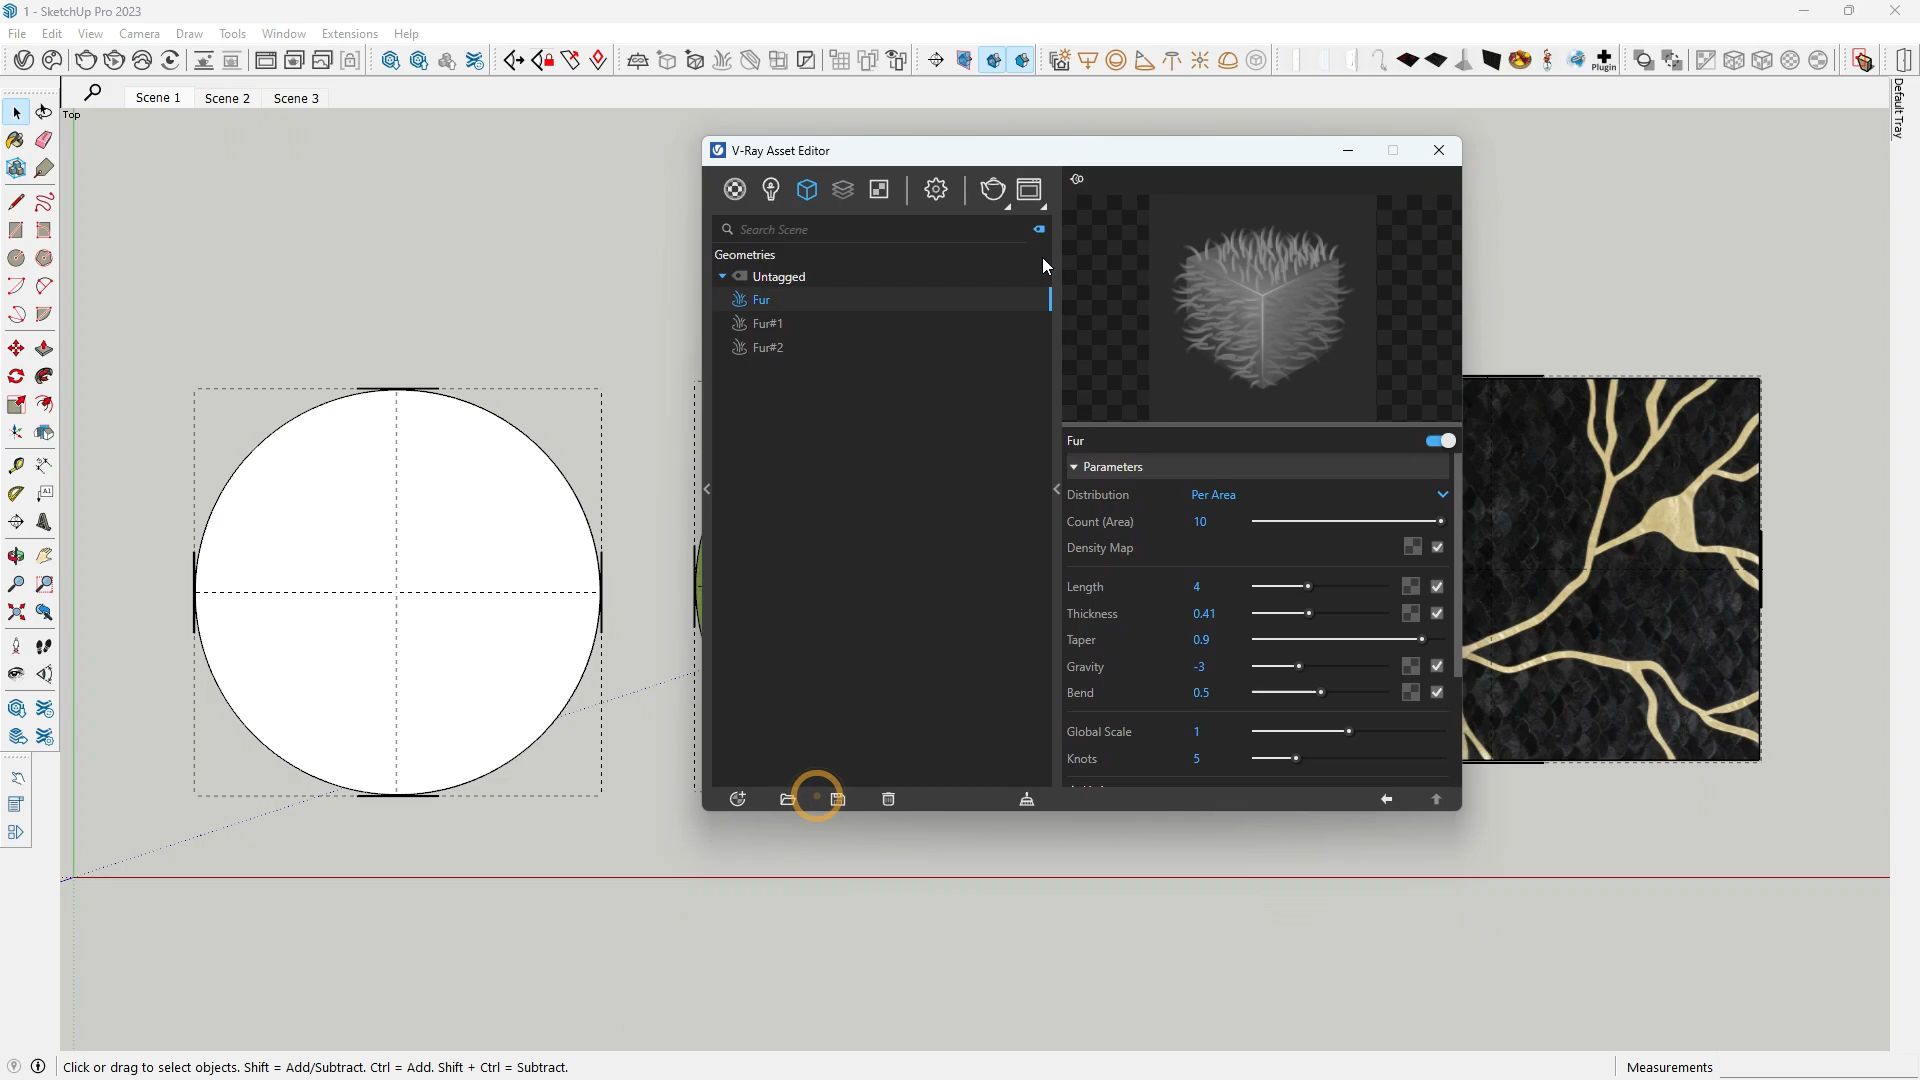 1 - SketchUp Pro 2023
File Edit View Camera Draw Tools Window Extensions Help
Plugin
Scene 1 Scene 2 Scene 3
Top
Default Tray
A1
V-Ray Asset Editor
Search Scene
Geometries
Untagged
Fur
Fur#1
Fur#2
Fur
Parameters
Distribution Per Area
Count (Area) 10
Density Map
Length 4
Thickness 0.41
Taper 0.9
Gravity -3
Bend 0.5
Global Scale 1
Knots 5
Click or drag to select objects. Shift = Add/Subtract. Ctrl = Add. Shift + Ctrl = Subtract.
Measurements